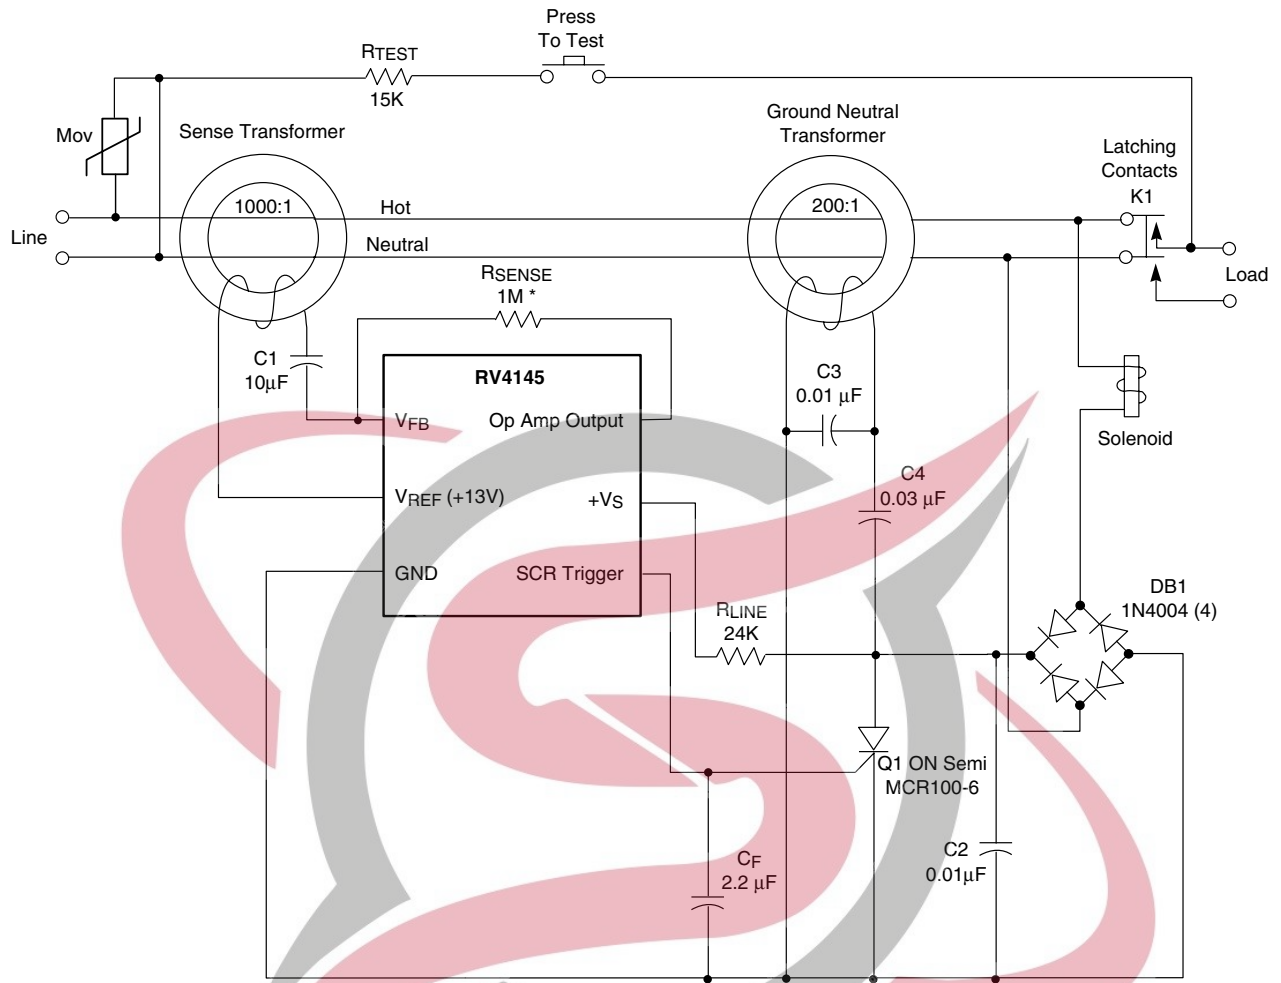 Press
To Test
RTEST
15K
Mov
Sense Transformer
Ground Neutral
Transformer
Latching
Contacts
K1
1000:1
Hot
200:1
Line
Neutral
Load
RSENSE
1M *
C1
10µF
RV4145
C3
0.01 µF
VFB
Op Amp Output
Solenoid
C4
0.03 µF
VREF (+13V)
+VS
GND
SCR Trigger
RLINE
24K
DB1
1N4004 (4)
Q1 ON Semi
MCR100-6
CF
2.2 µF
C2
0.01µF